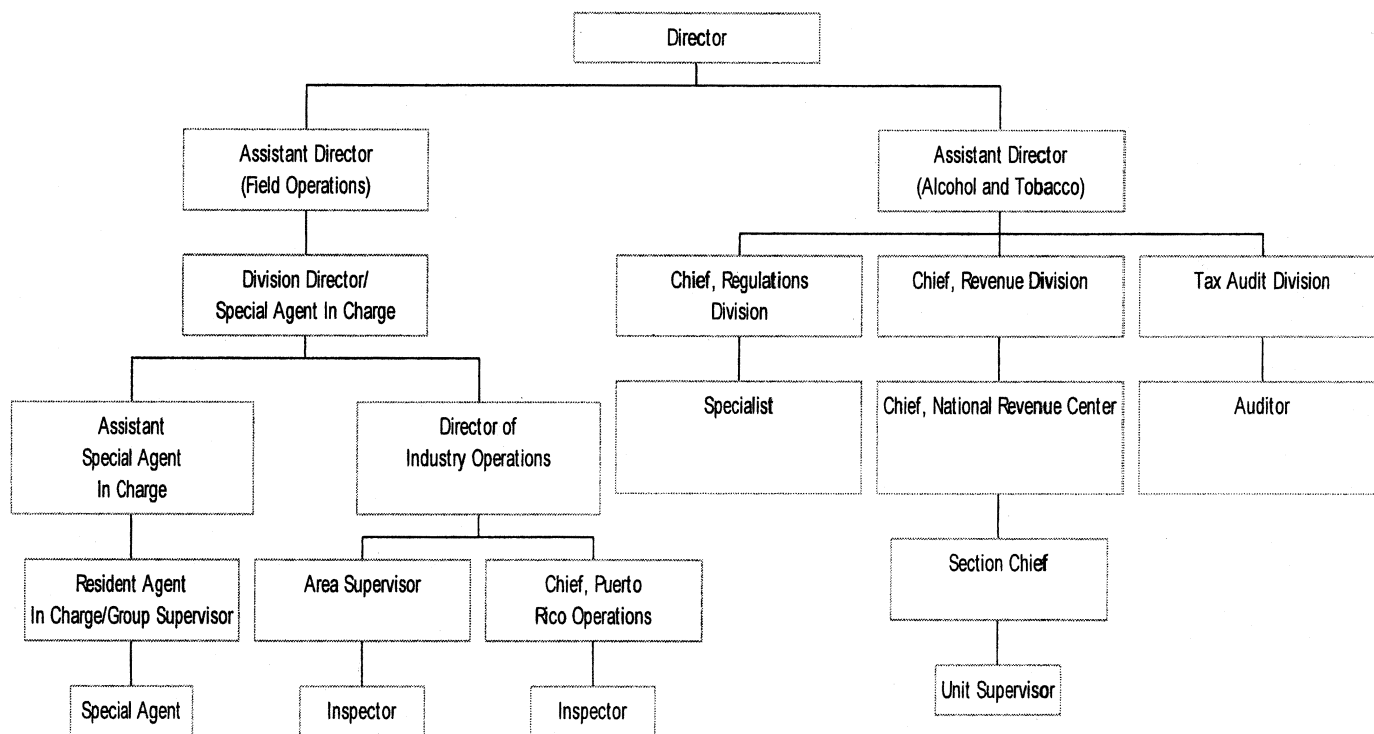 Director
Assistant Director
(Field Operations)
Assistant Director
(Alcohol and Tobacco)
Division Director/
Special Agent In Charge
Chief, Regulations
Division
Chief, Revenue Division
Tax Audit Division
Assistant
Special Agent
In Charge
Director of
Industry Operations
Specialist
Chief, National Revenue Center
Auditor
Resident Agent
In Charge/Group Supervisor
Area Supervisor
Chief, Puerto
Rico Operations
Section Chief
Special Agent
Inspector
Inspector
Unit Supervisor